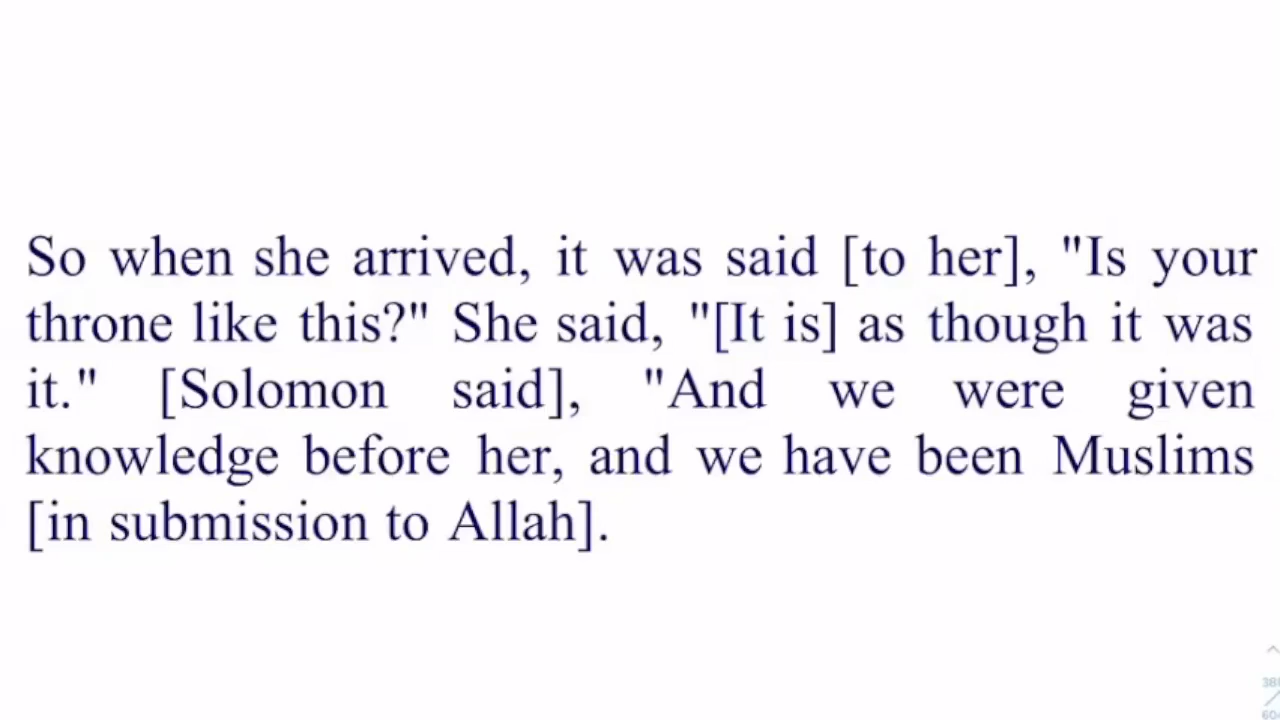 So when she arrived, it was said [to her], "Is your
throne like this?" She said, "[It is] as though it was
it." [Solomon said], "And we were given
knowledge before her, and we have been Muslims
[in submission to Allah].